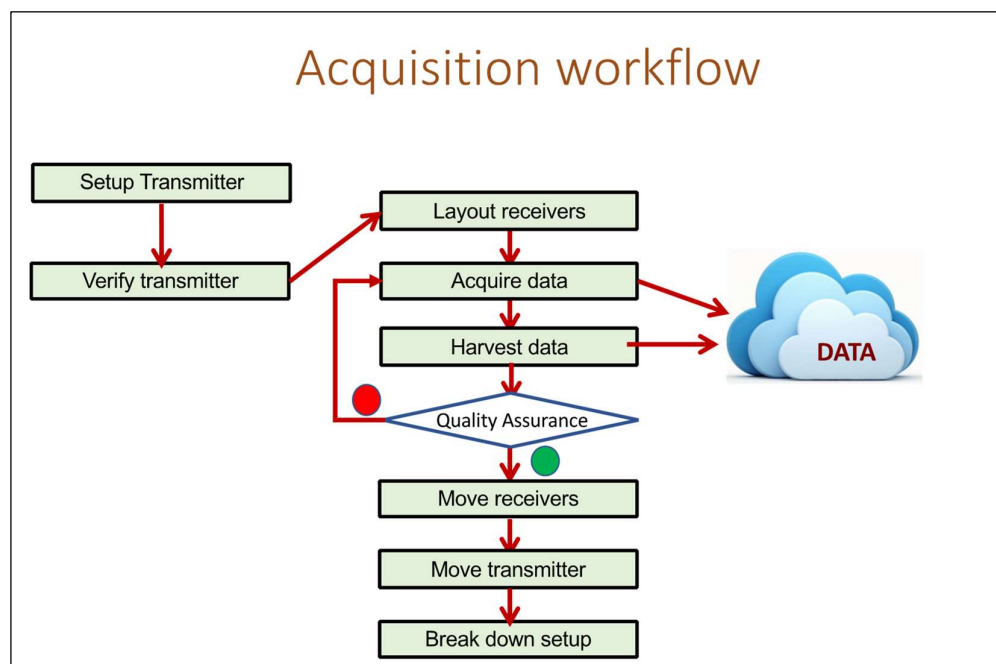 Acquisition workflow
Setup Transmitter
Verify transmitter
Layout receivers
Acquire data
Harvest data
DATA
Quality Assurance
Move receivers
Move transmitter
Break down setup